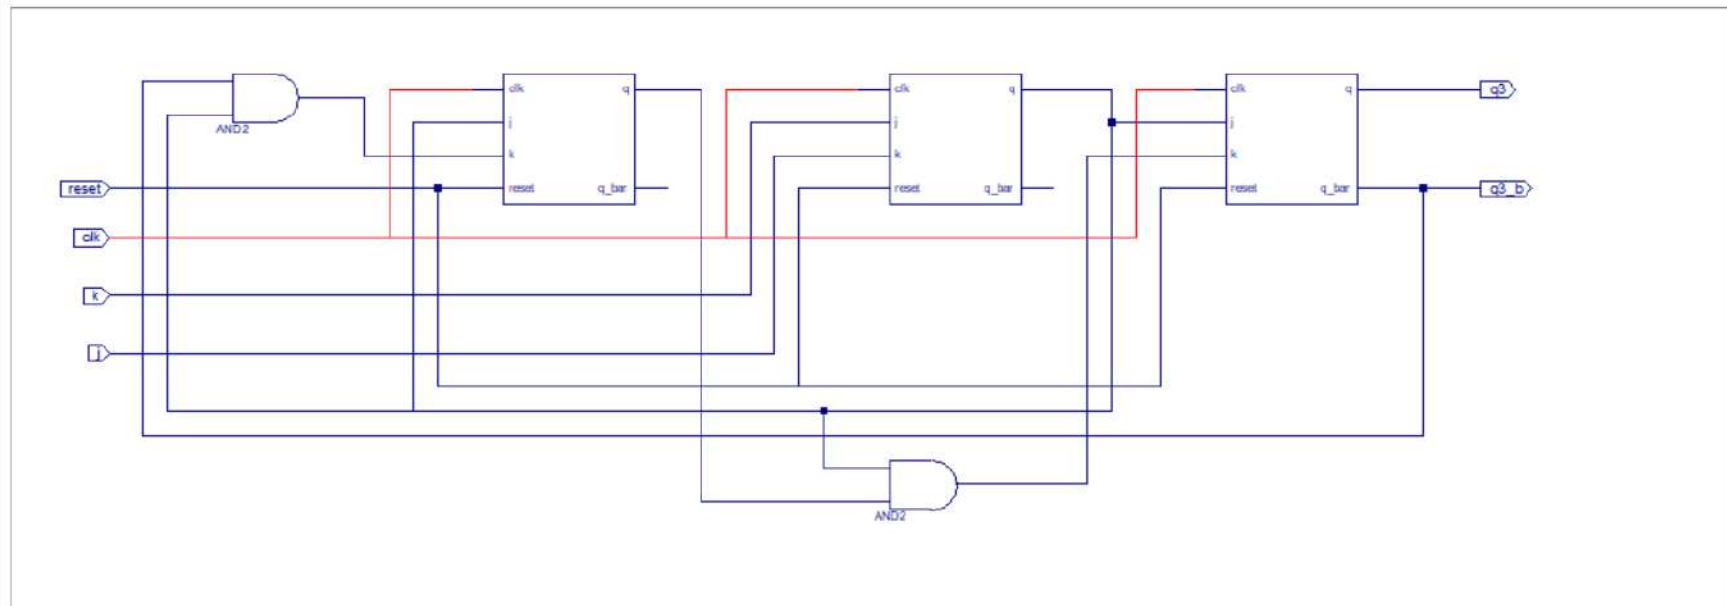 clk q
j
k
reset q_bar
clk q
j
k
reset q_bar
clk q
j
k
reset q_bar
q3
q3_b
AND2
reset
clk
k
j
AND2